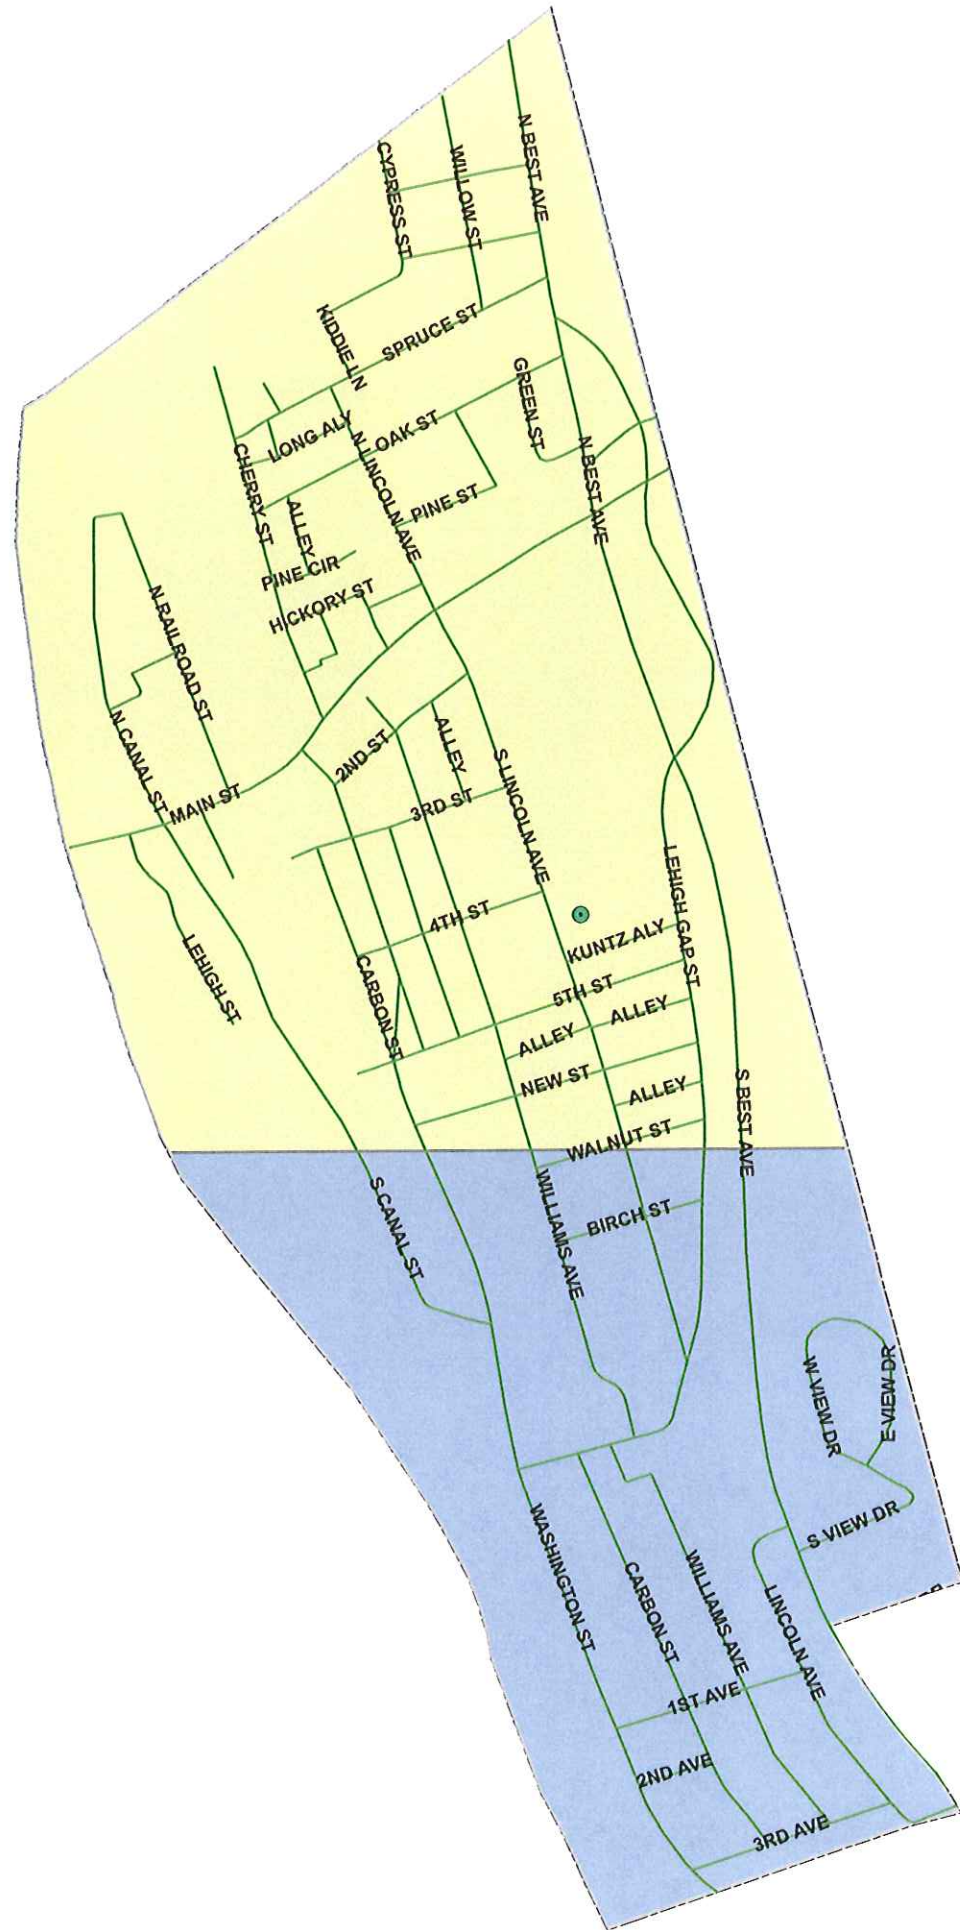 N BEST AVE
CYPRESS ST
WILLOW ST
KIDDIE LN
SPRUCE ST
GREEN ST
LONG ALY
OAK ST
N LINCOLN AVE
CHERRY ST
N BEST AVE
PINE ST
ALLEY
PINE CIR
HICKORY ST
N RAILROAD ST
N CANAL ST
2ND ST
ALLEY
MAIN ST
3RD ST
S LINCOLN AVE
LEHIGH GAP ST
4TH ST
KUNTZ ALY
LEHIGH ST
CARBON ST
5TH ST
ALLEY
ALLEY
NEW ST
ALLEY
S BEST AVE
WALNUT ST
S CANAL ST
WILLIAMS AVE
BIRCH ST
W VIEW DR
E VIEW DR
S VIEW DR
WASHINGTON ST
CARBON ST
WILLIAMS AVE
LINCOLN AVE
1ST AVE
2ND AVE
3RD AVE